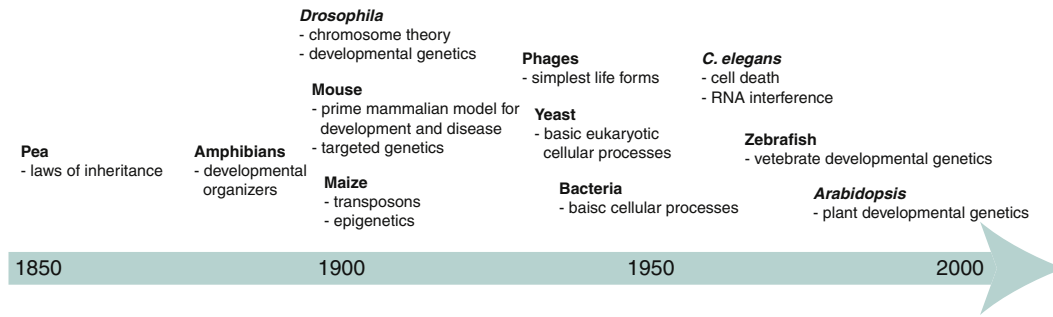 Drosophila
- chromosome theory
- developmental genetics
Mouse
- prime mammalian model for
development and disease
- targeted genetics
Maize
- transposons
- epigenetics
Pea
- laws of inheritance
Amphibians
- developmental
organizers
Phages
- simplest life forms
Yeast
- basic eukaryotic
cellular processes
Bacteria
- baisc cellular processes
C. elegans
- cell death
- RNA interference
Zebrafish
- vetebrate developmental genetics
Arabidopsis
- plant developmental genetics
1850
1900
1950
2000